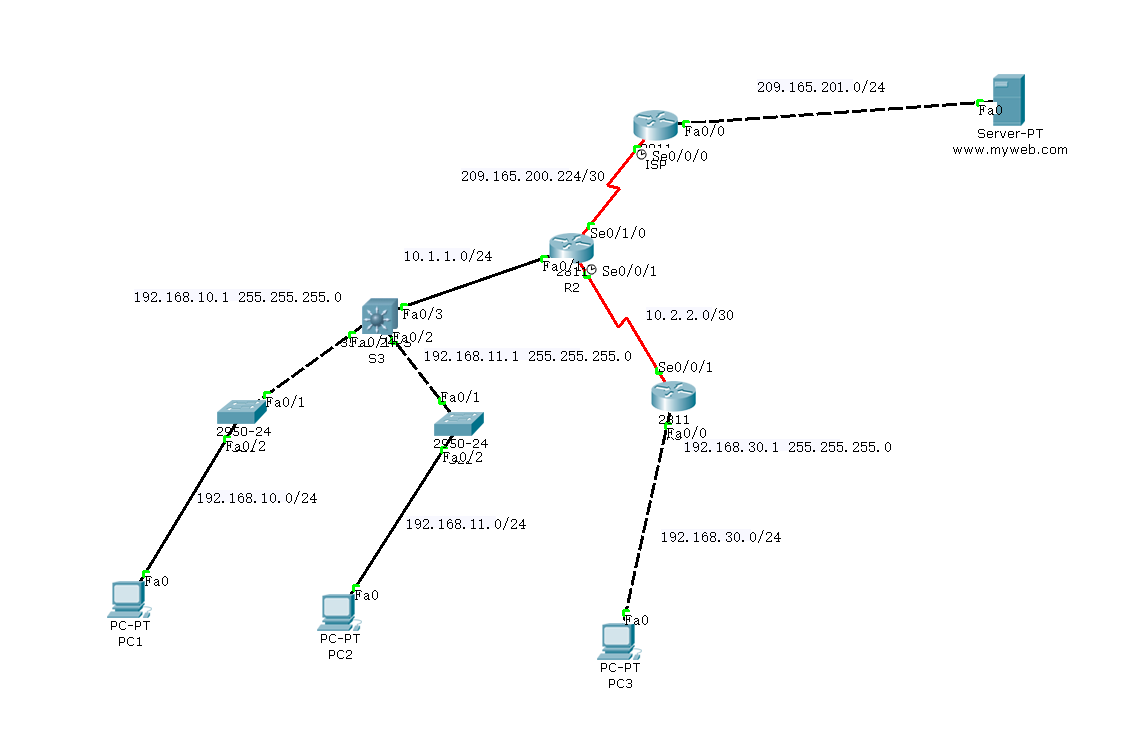 209.165.201.0/24
Fa0
Server-PT
www.myweb.com
Fa0/0
2811
Se0/0/0
ISP
209.165.200.224/30
Se0/1/0
10.1.1.0/24
Fa0/1
2811
Se0/0/1
R2
192.168.10.1 255.255.255.0
Fa0/3
10.2.2.0/30
Fa0/2
S3
192.168.11.1 255.255.255.0
Se0/0/1
Fa0/1
Fa0/1
2811
Fa0/0
192.168.30.1 255.255.255.0
2950-24
Fa0/2
2950-24
Fa0/2
192.168.10.0/24
192.168.11.0/24
192.168.30.0/24
Fa0
PC-PT
PC1
Fa0
PC-PT
PC2
Fa0
PC-PT
PC3